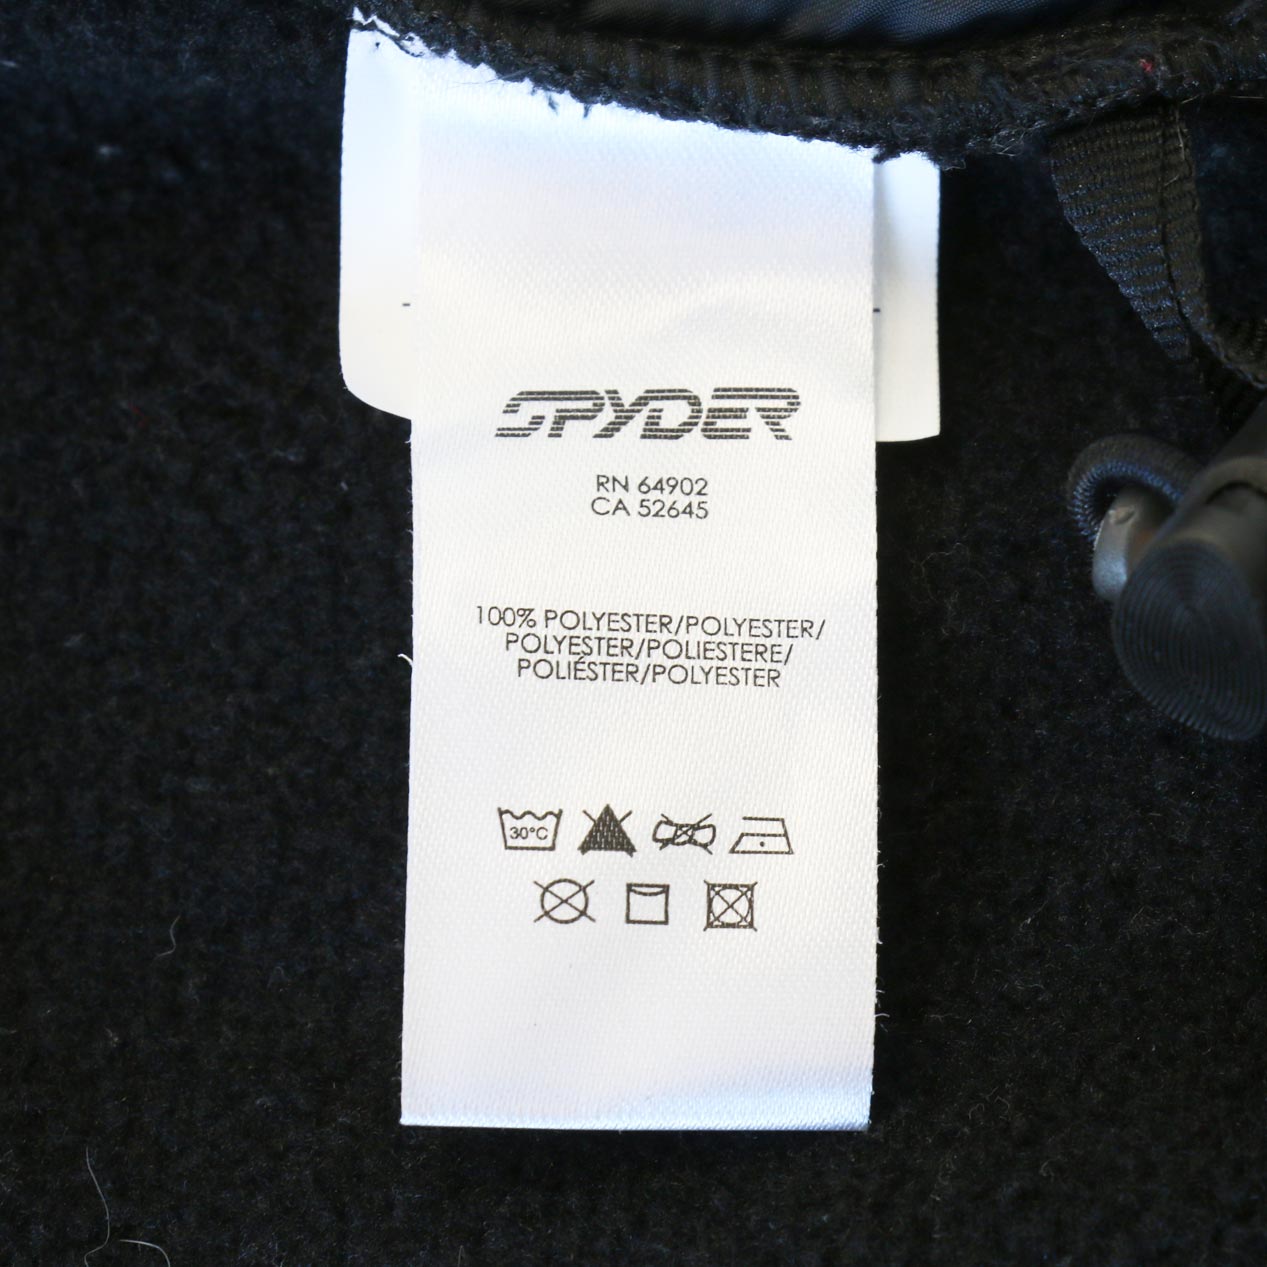 SPYDER
RN 64902
CA 52645
100% POLYESTER/POLYESTER/
POLYESTER/POLIESTERE/
POLIÉSTER/POLYESTER
30°C